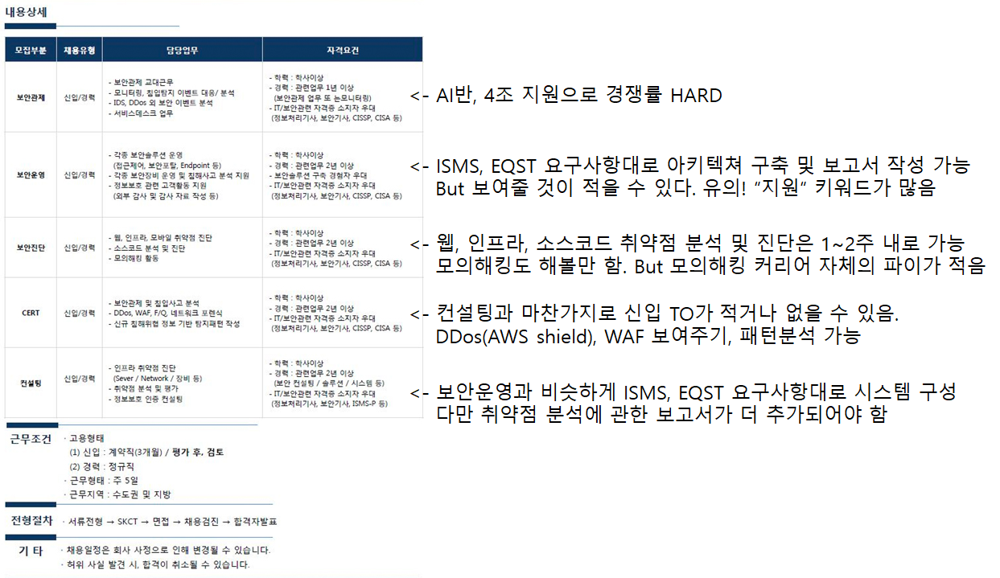 내용상세
모집부분 채용유형 담당업무 자격요건
보안관제
신입/경력
- 보안관제 교대근무
- 모니터링, 침입탐지 이벤트 대응/ 분석
- IDS, DDos 외 보안 이벤트 분석
- 서비스데스크 업무
- 학력 : 학사이상
- 경력 : 관련업무 1년 이상
(보안관제 업무 또 는모니터링)
- IT/보안관련 자격증 소지자 우대
(정보처리기사, 보안기사, CISSP, CISA 등)
<- AI반, 4조 지원으로 경쟁률 HARD
보안운영
신입/경력
- 각종 보안솔루션 운영
(접근제어, 보안포탈, Endpoint 등)
- 각종 보안장비 운영 및 침해사고 분석 지원
- 정보보호 관련 고객활동 지원
(외부 감사 및 감사 자료 작성 등)
- 학력 : 학사이상
- 경력 : 관련업무 2년 이상
- 보안솔루션 구축 경험자 우대
- IT/보안관련 자격증 소지자 우대
(정보처리기사, 보안기사, CISSP, CISA 등)
<- ISMS, EQST 요구사항대로 아키텍쳐 구축 및 보고서 작성 가능
But 보여줄 것이 적을 수 있다. 유의! "지원" 키워드가 많음
보안진단
신입/경력
- 웹, 인프라, 모바일 취약점 진단
- 소스코드 분석 및 진단
- 모의해킹 활동
- 학력 : 학사이상
- 경력 : 관련업무 2년 이상
- IT/보안관련 자격증 소지자 우대
(정보처리기사, 보안기사, CISSP, CISA 등)
<- 웹, 인프라, 소스코드 취약점 분석 및 진단은 1~2주 내로 가능
모의해킹도 해볼만 함. But 모의해킹 커리어 자체의 파이가 적음
CERT
신입/경력
- 보안관제 및 침입사고 분석
- DDos, WAF, F/Q, 네트워크 포렌식
- 신규 침해위협 정보 기반 탐지패턴 작성
- 학력 : 학사이상
- 경력 : 관련업무 2년 이상
- IT/보안관련 자격증 소지자 우대
(정보처리기사, 보안기사, CISSP, CISA 등)
<- 컨설팅과 마찬가지로 신입 TO가 적거나 없을 수 있음.
DDos(AWS shield), WAF 보여주기, 패턴분석 가능
컨설팅
신입/경력
- 인프라 취약점 진단
(Sever / Network / 장비 등)
- 취약점 분석 및 평가
- 정보보호 인증 컨설팅
- 학력 : 학사이상
- 경력 : 관련업무 2년 이상
(보안 컨설팅 / 솔루션 / 시스템 등)
- IT/보안관련 자격증 소지자 우대
(정보처리기사, 보안기사, ISMS-P 등)
<- 보안운영과 비슷하게 ISMS, EQST 요구사항대로 시스템 구성
다만 취약점 분석에 관한 보고서가 더 추가되어야 함
근무조건
· 고용형태
(1) 신입 : 계약직(3개월) / 평가 후, 검토
(2) 경력 : 정규직
· 근무형태 : 주 5일
· 근무지역 : 수도권 및 지방
전형절차
· 서류전형 → SKCT → 면접 → 채용검진 → 합격자발표
기 타
· 채용일정은 회사 사정으로 인해 변경될 수 있습니다.
· 허위 사실 발견 시, 합격이 취소될 수 있습니다.